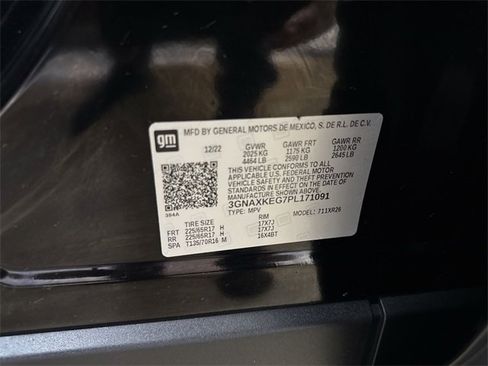 gm
MFD BY GENERAL MOTORS DE MEXICO, S. DE R.L. DE C.V.
12/22 GVWR GAWR FRT GAWR RR
2025 KG 1175 KG 1200 KG
4464 LB 2590 LB 2645 LB
THIS VEHICLE CONFORMS TO ALL
APPLICABLE U.S. FEDERAL MOTOR
VEHICLE SAFETY AND THEFT PREVENTION
STANDARDS IN EFFECT ON THE DATE OF
MANUFACTURE SHOWN ABOVE.
3GNAXKEG7PL171091
384A
TYPE: MPV MODEL: 711XR26
TIRE SIZE RIM
FRT 225/65R17 H 17X7J
RR 225/65R17 H 17X7J
SPA T135/70R16 M 16X4BT